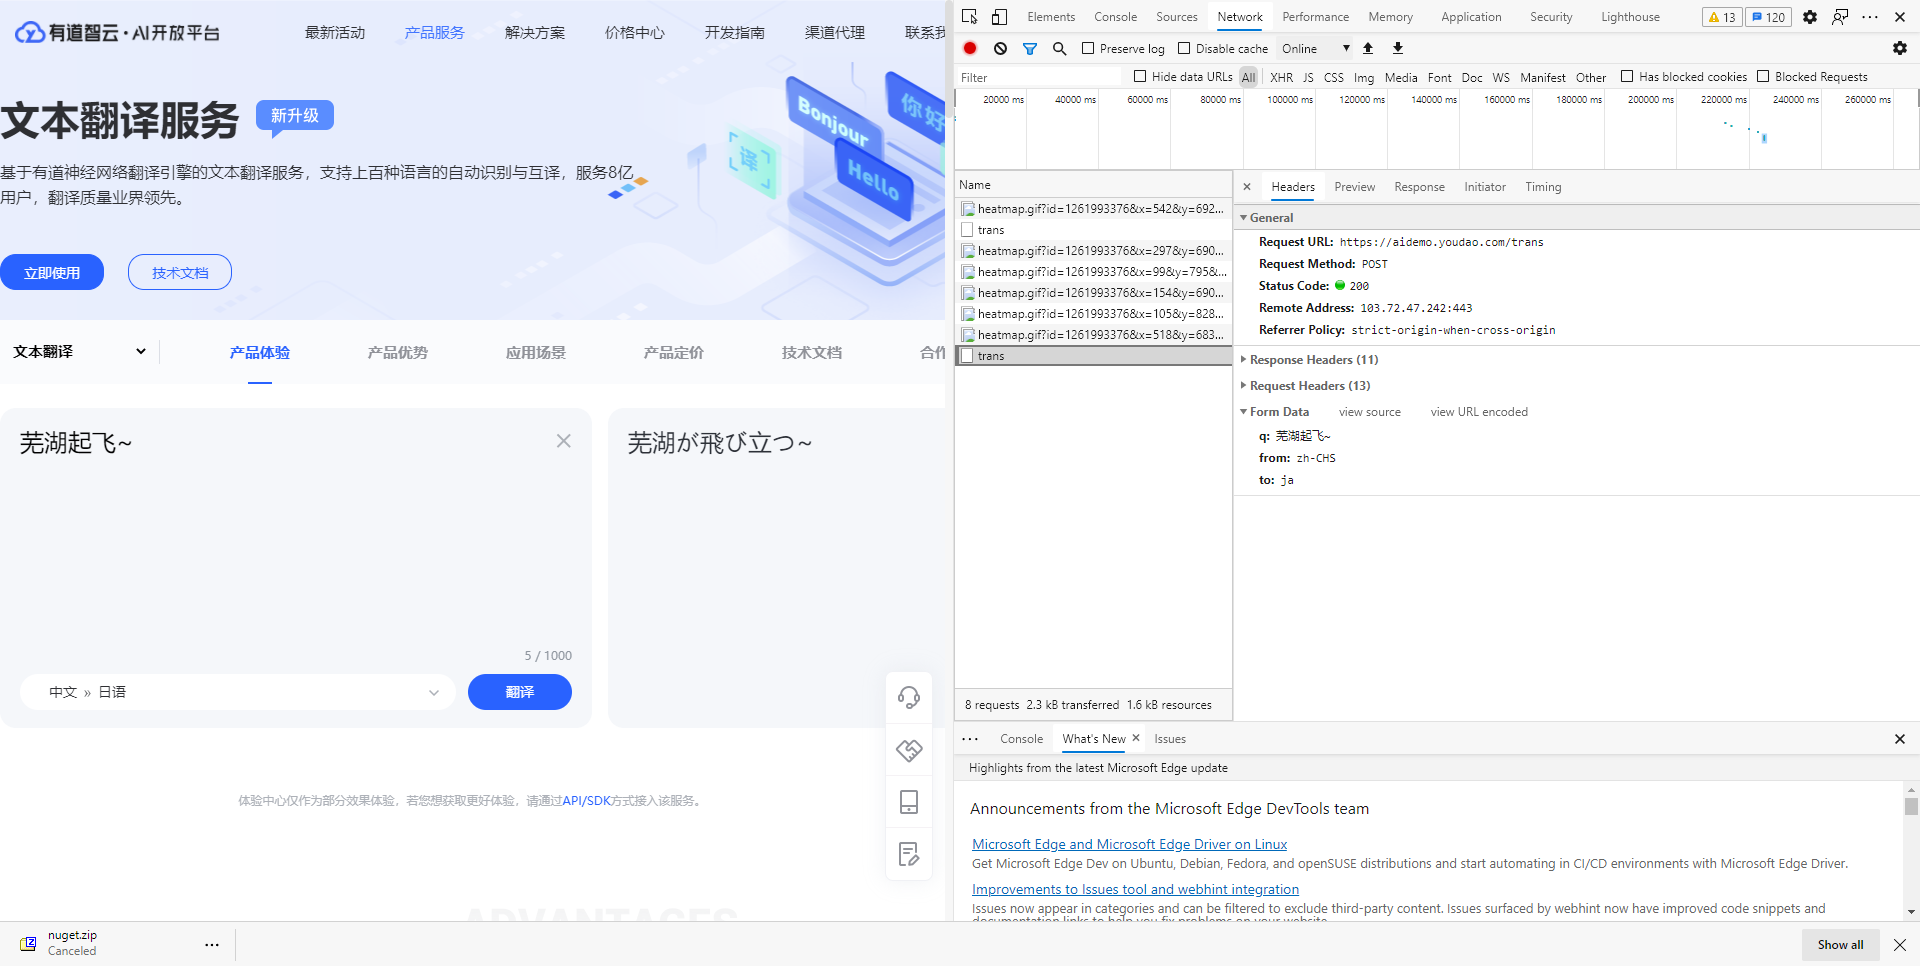 有道智云·AI开放平台
最新活动
产品服务
解决方案
价格中心
开发指南
渠道代理
联系我
文本翻译服务
新升级
基于有道神经网络翻译引擎的文本翻译服务，支持上百种语言的自动识别与互译，服务8亿
用户，翻译质量业界领先。
立即使用
技术文档
Bonjour
你好
译
Hello
文本翻译
产品体验
产品优势
应用场景
产品定价
技术文档
合作
芜湖起飞~
芜湖が飛び立つ~
5 / 1000
中文 » 日语
翻译
体验中心仅作为部分效果体验，若您想获取更好体验，请通过API/SDK方式接入该服务。
ADVANTAGES
nuget.zip
Canceled
Show all
Elements
Console
Sources
Network
Performance
Memory
Application
Security
Lighthouse
13
120
Preserve log
Disable cache
Online
Filter
Hide data URLs
All
XHR
JS
CSS
Img
Media
Font
Doc
WS
Manifest
Other
Has blocked cookies
Blocked Requests
20000 ms
40000 ms
60000 ms
80000 ms
100000 ms
120000 ms
140000 ms
160000 ms
180000 ms
200000 ms
220000 ms
240000 ms
260000 ms
Name
heatmap.gif?id=1261993376&x=542&y=692...
trans
heatmap.gif?id=1261993376&x=297&y=690...
heatmap.gif?id=1261993376&x=99&y=795&...
heatmap.gif?id=1261993376&x=154&y=690...
heatmap.gif?id=1261993376&x=105&y=828...
heatmap.gif?id=1261993376&x=518&y=683...
trans
8 requests 2.3 kB transferred 1.6 kB resources
Headers
Preview
Response
Initiator
Timing
General
Request URL: https://aidemo.youdao.com/trans
Request Method: POST
Status Code: 200
Remote Address: 103.72.47.242:443
Referrer Policy: strict-origin-when-cross-origin
Response Headers (11)
Request Headers (13)
Form Data view source view URL encoded
q: 芜湖起飞~
from: zh-CHS
to: ja
Console
What's New
Issues
Highlights from the latest Microsoft Edge update
Announcements from the Microsoft Edge DevTools team
Microsoft Edge and Microsoft Edge Driver on Linux
Get Microsoft Edge Dev on Ubuntu, Debian, Fedora, and openSUSE distributions and start automating in CI/CD environments with Microsoft Edge Driver.
Improvements to Issues tool and webhint integration
Issues now appear in categories and can be filtered to exclude third-party content. Issues surfaced by webhint now have improved code snippets and
documentation links to help you fix problems on your website.